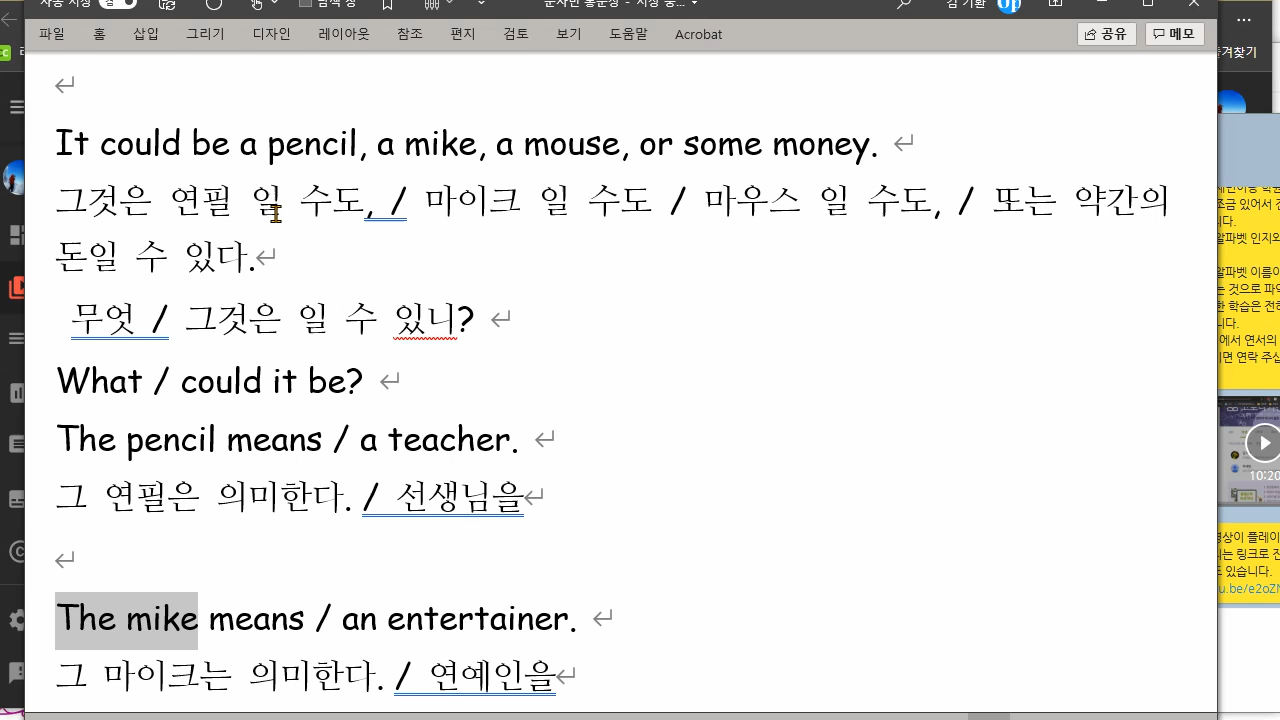 파일 홈 삽입 그리기 디자인 레이아웃 참조 편지 검토 보기 도움말 Acrobat 공유 메모
It could be a pencil, a mike, a mouse, or some money.
그것은 연필 일 수도, / 마이크 일 수도 / 마우스 일 수도, / 또는 약간의
돈일 수 있다.
무엇 / 그것은 일 수 있니?
What / could it be?
The pencil means / a teacher.
그 연필은 의미한다. / 선생님을
The mike means / an entertainer.
그 마이크는 의미한다. / 연예인을
10:20